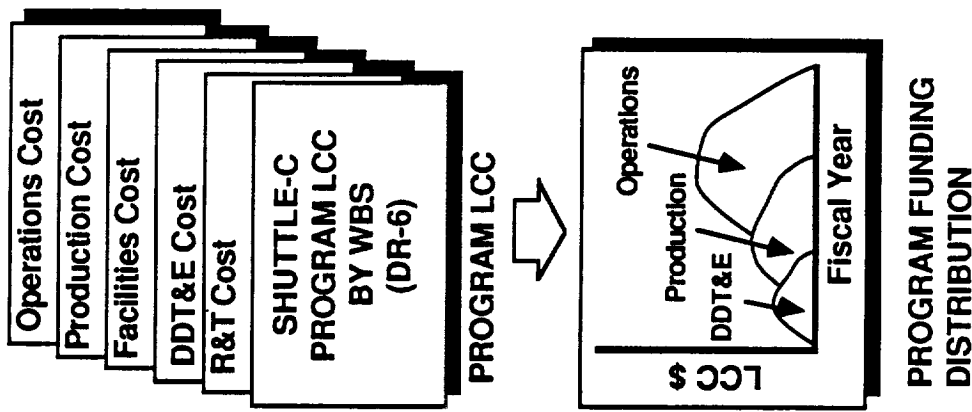 Operations Cost
Production Cost
Facilities Cost
DDT&E Cost
R&T Cost
SHUTTLE-C
PROGRAM LCC
BY WBS
(DR-6)
PROGRAM LCC
LCC $
Operations
Production
DDT&E
Fiscal Year
PROGRAM FUNDING
DISTRIBUTION